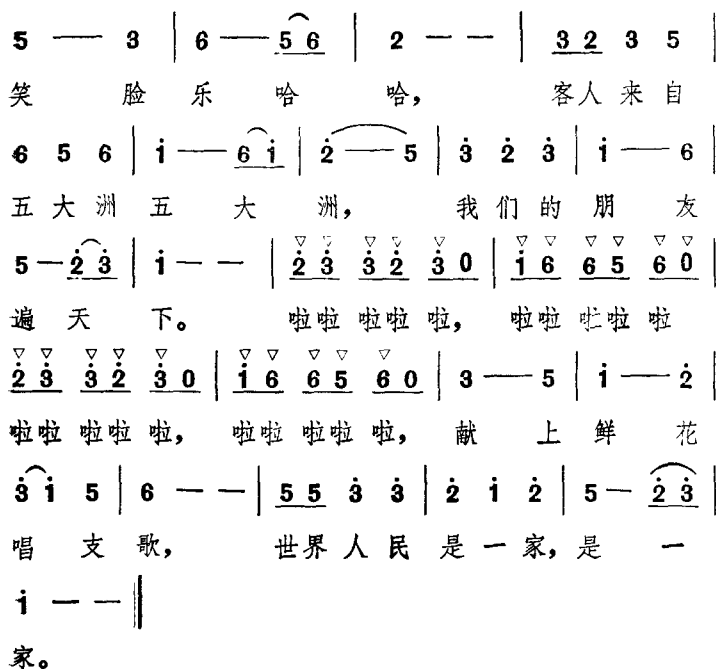 5 — 3 | 6 — 5 6 | 2 — — | 3 2 3 5 |
笑 脸 乐 哈 哈， 客人 来 自
6 5 6 | i — 6 i | 2̇ — 5 | 3̇ 2̇ 3̇ | i — 6 |
五 大 洲 五 大 洲， 我 们 的 朋 友
5 — 2̇ 3̇ | i — — | 2̇ 3̇ 3̇ 2̇ 3̇ 0 | i 6 6 5 6 0 |
遍 天 下。 啦啦 啦啦 啦， 啦啦 啦啦 啦
2̇ 3̇ 3̇ 2̇ 3̇ 0 | i 6 6 5 6 0 | 3 — 5 | i — 2̇ |
啦啦 啦啦 啦， 啦啦 啦啦 啦， 献 上 鲜 花
3̇ i 5 | 6 — — | 5 5 3̇ 3̇ | 2̇ i 2̇ | 5 — 2̇ 3̇ |
唱 支 歌， 世界 人 民 是 一 家，是 一
i — — ‖
家。